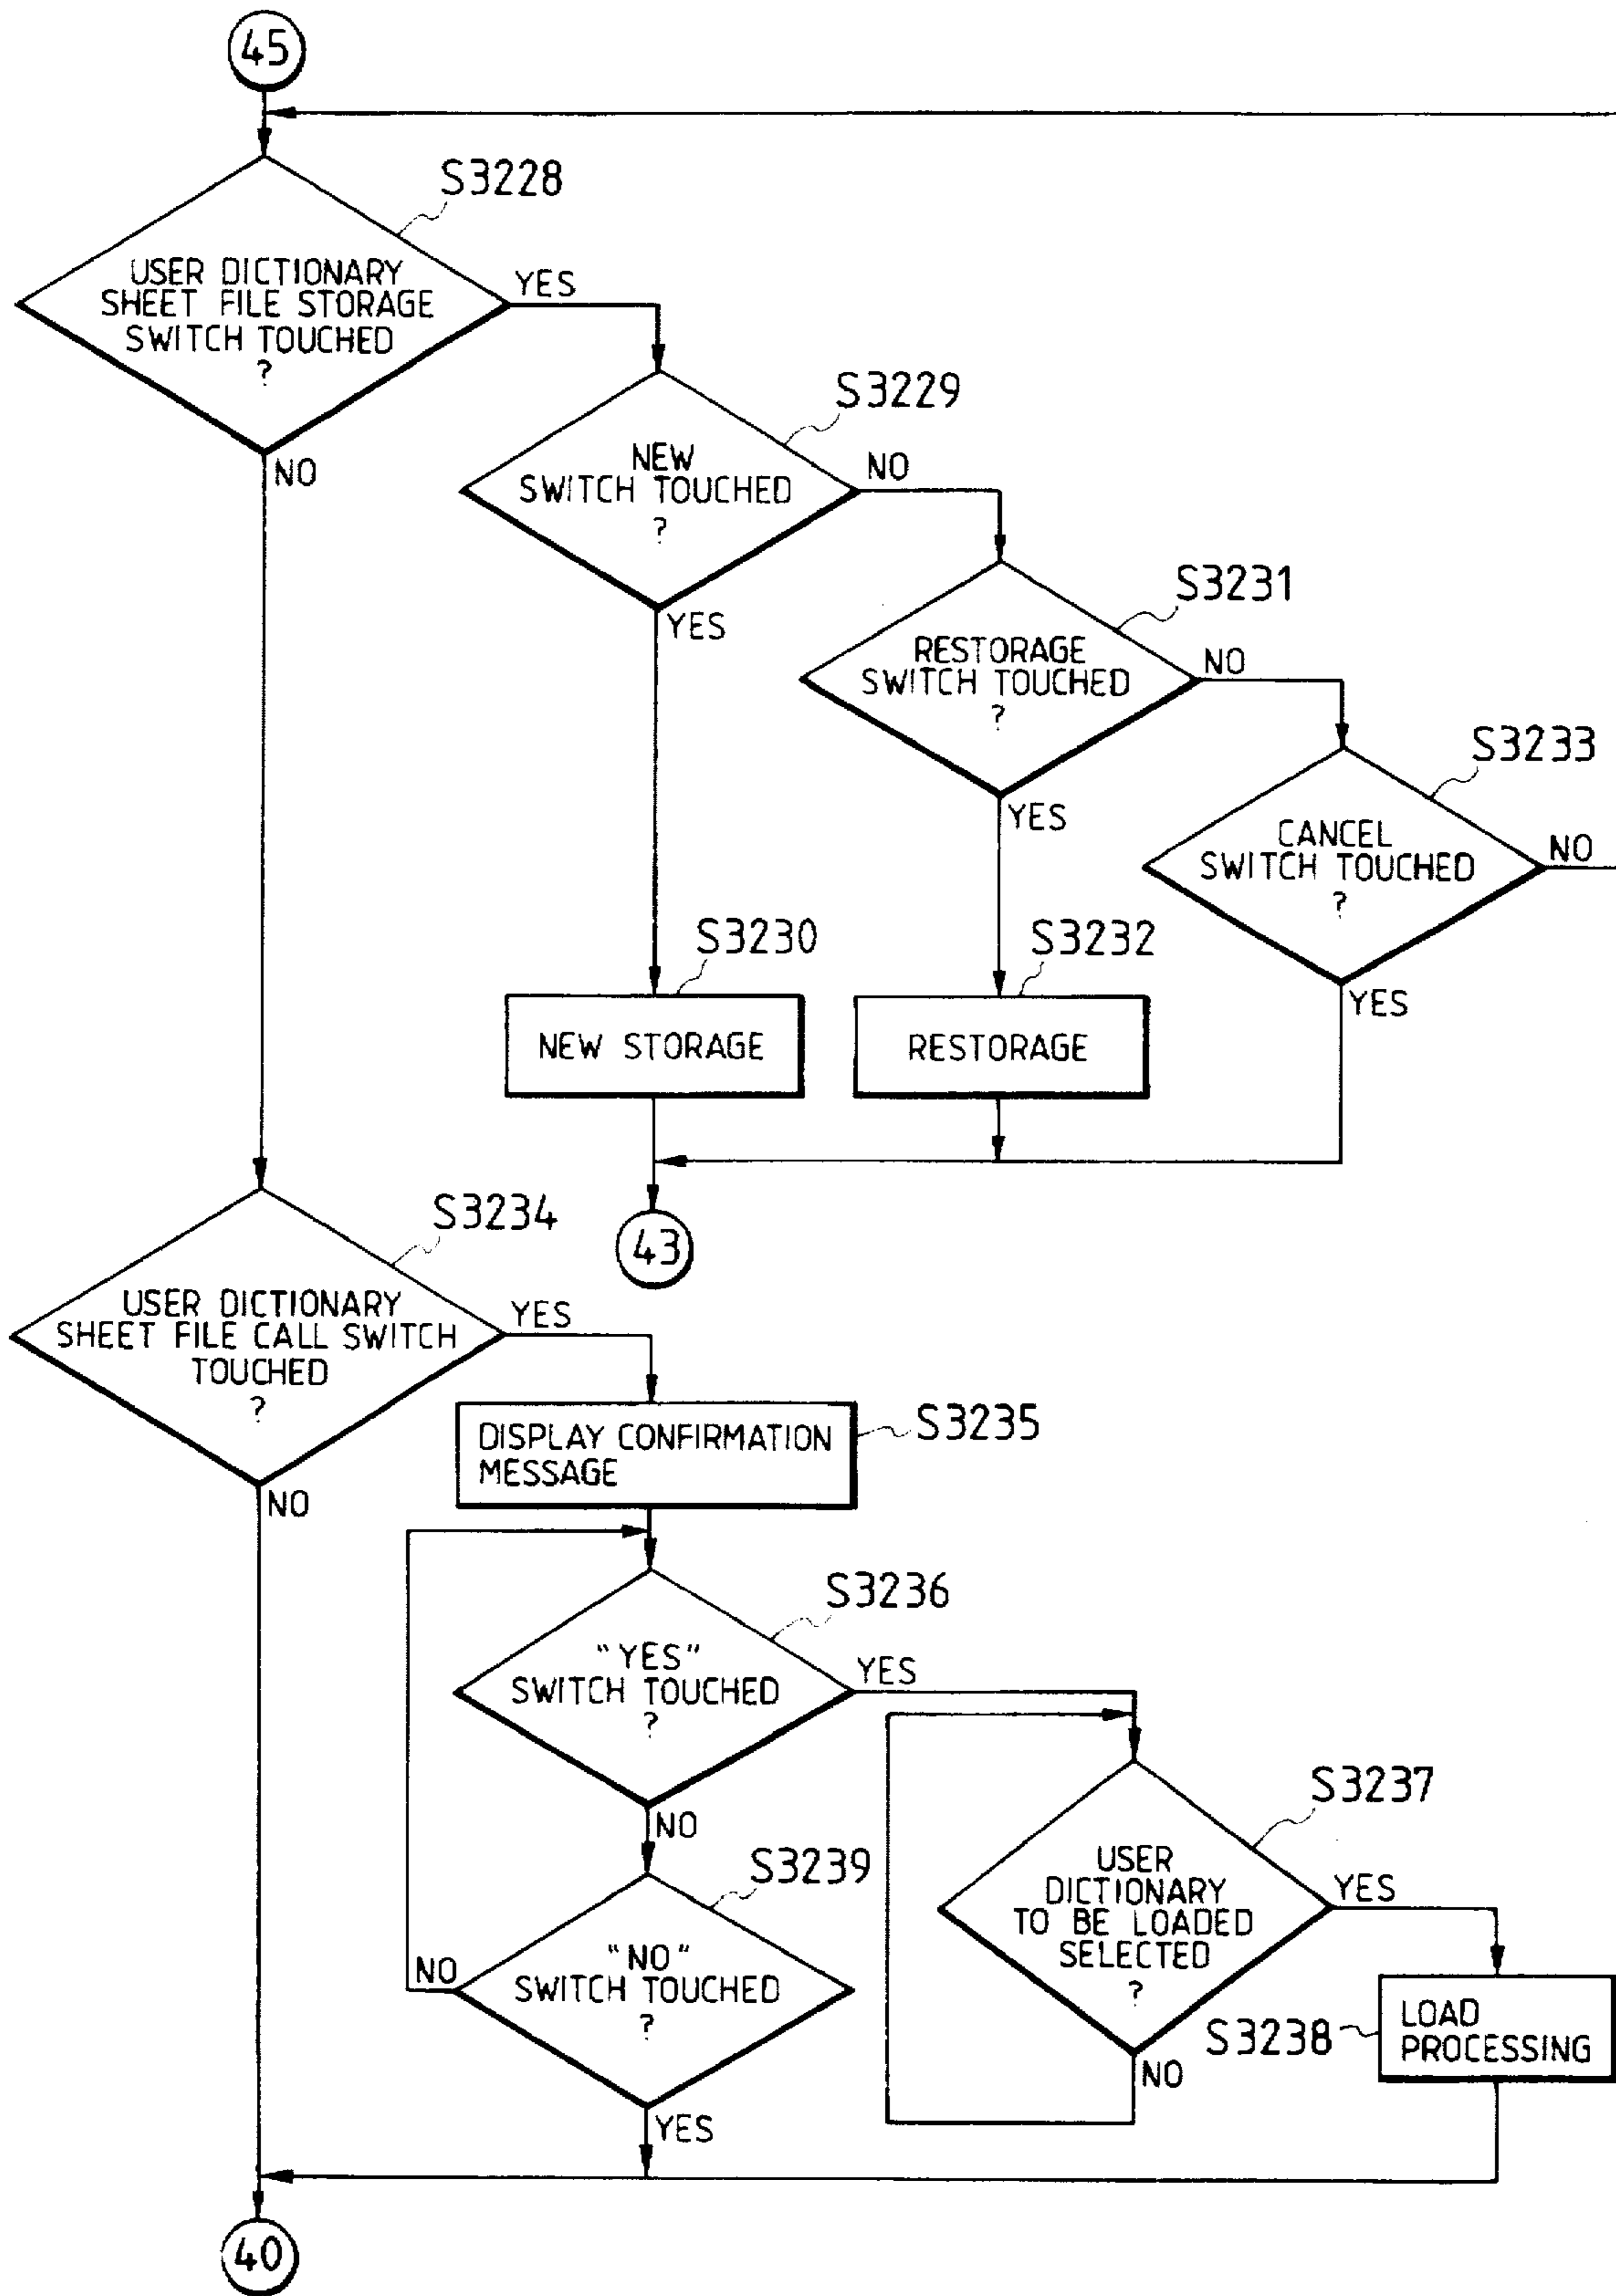 45
S3228
USER DICTIONARY
SHEET FILE STORAGE
SWITCH TOUCHED
?
YES
NO
S3229
NEW
SWITCH TOUCHED
?
NO
YES
S3231
RESTORAGE
SWITCH TOUCHED
?
NO
YES
S3233
CANCEL
SWITCH TOUCHED
?
NO
YES
S3230
NEW STORAGE
S3232
RESTORAGE
43
S3234
USER DICTIONARY
SHEET FILE CALL SWITCH
TOUCHED
?
YES
NO
DISPLAY CONFIRMATION
MESSAGE
S3235
S3236
"YES"
SWITCH TOUCHED
?
YES
NO
S3239
"NO"
SWITCH TOUCHED
?
NO
YES
S3237
USER
DICTIONARY
TO BE LOADED
SELECTED
?
YES
NO
S3238
LOAD
PROCESSING
40